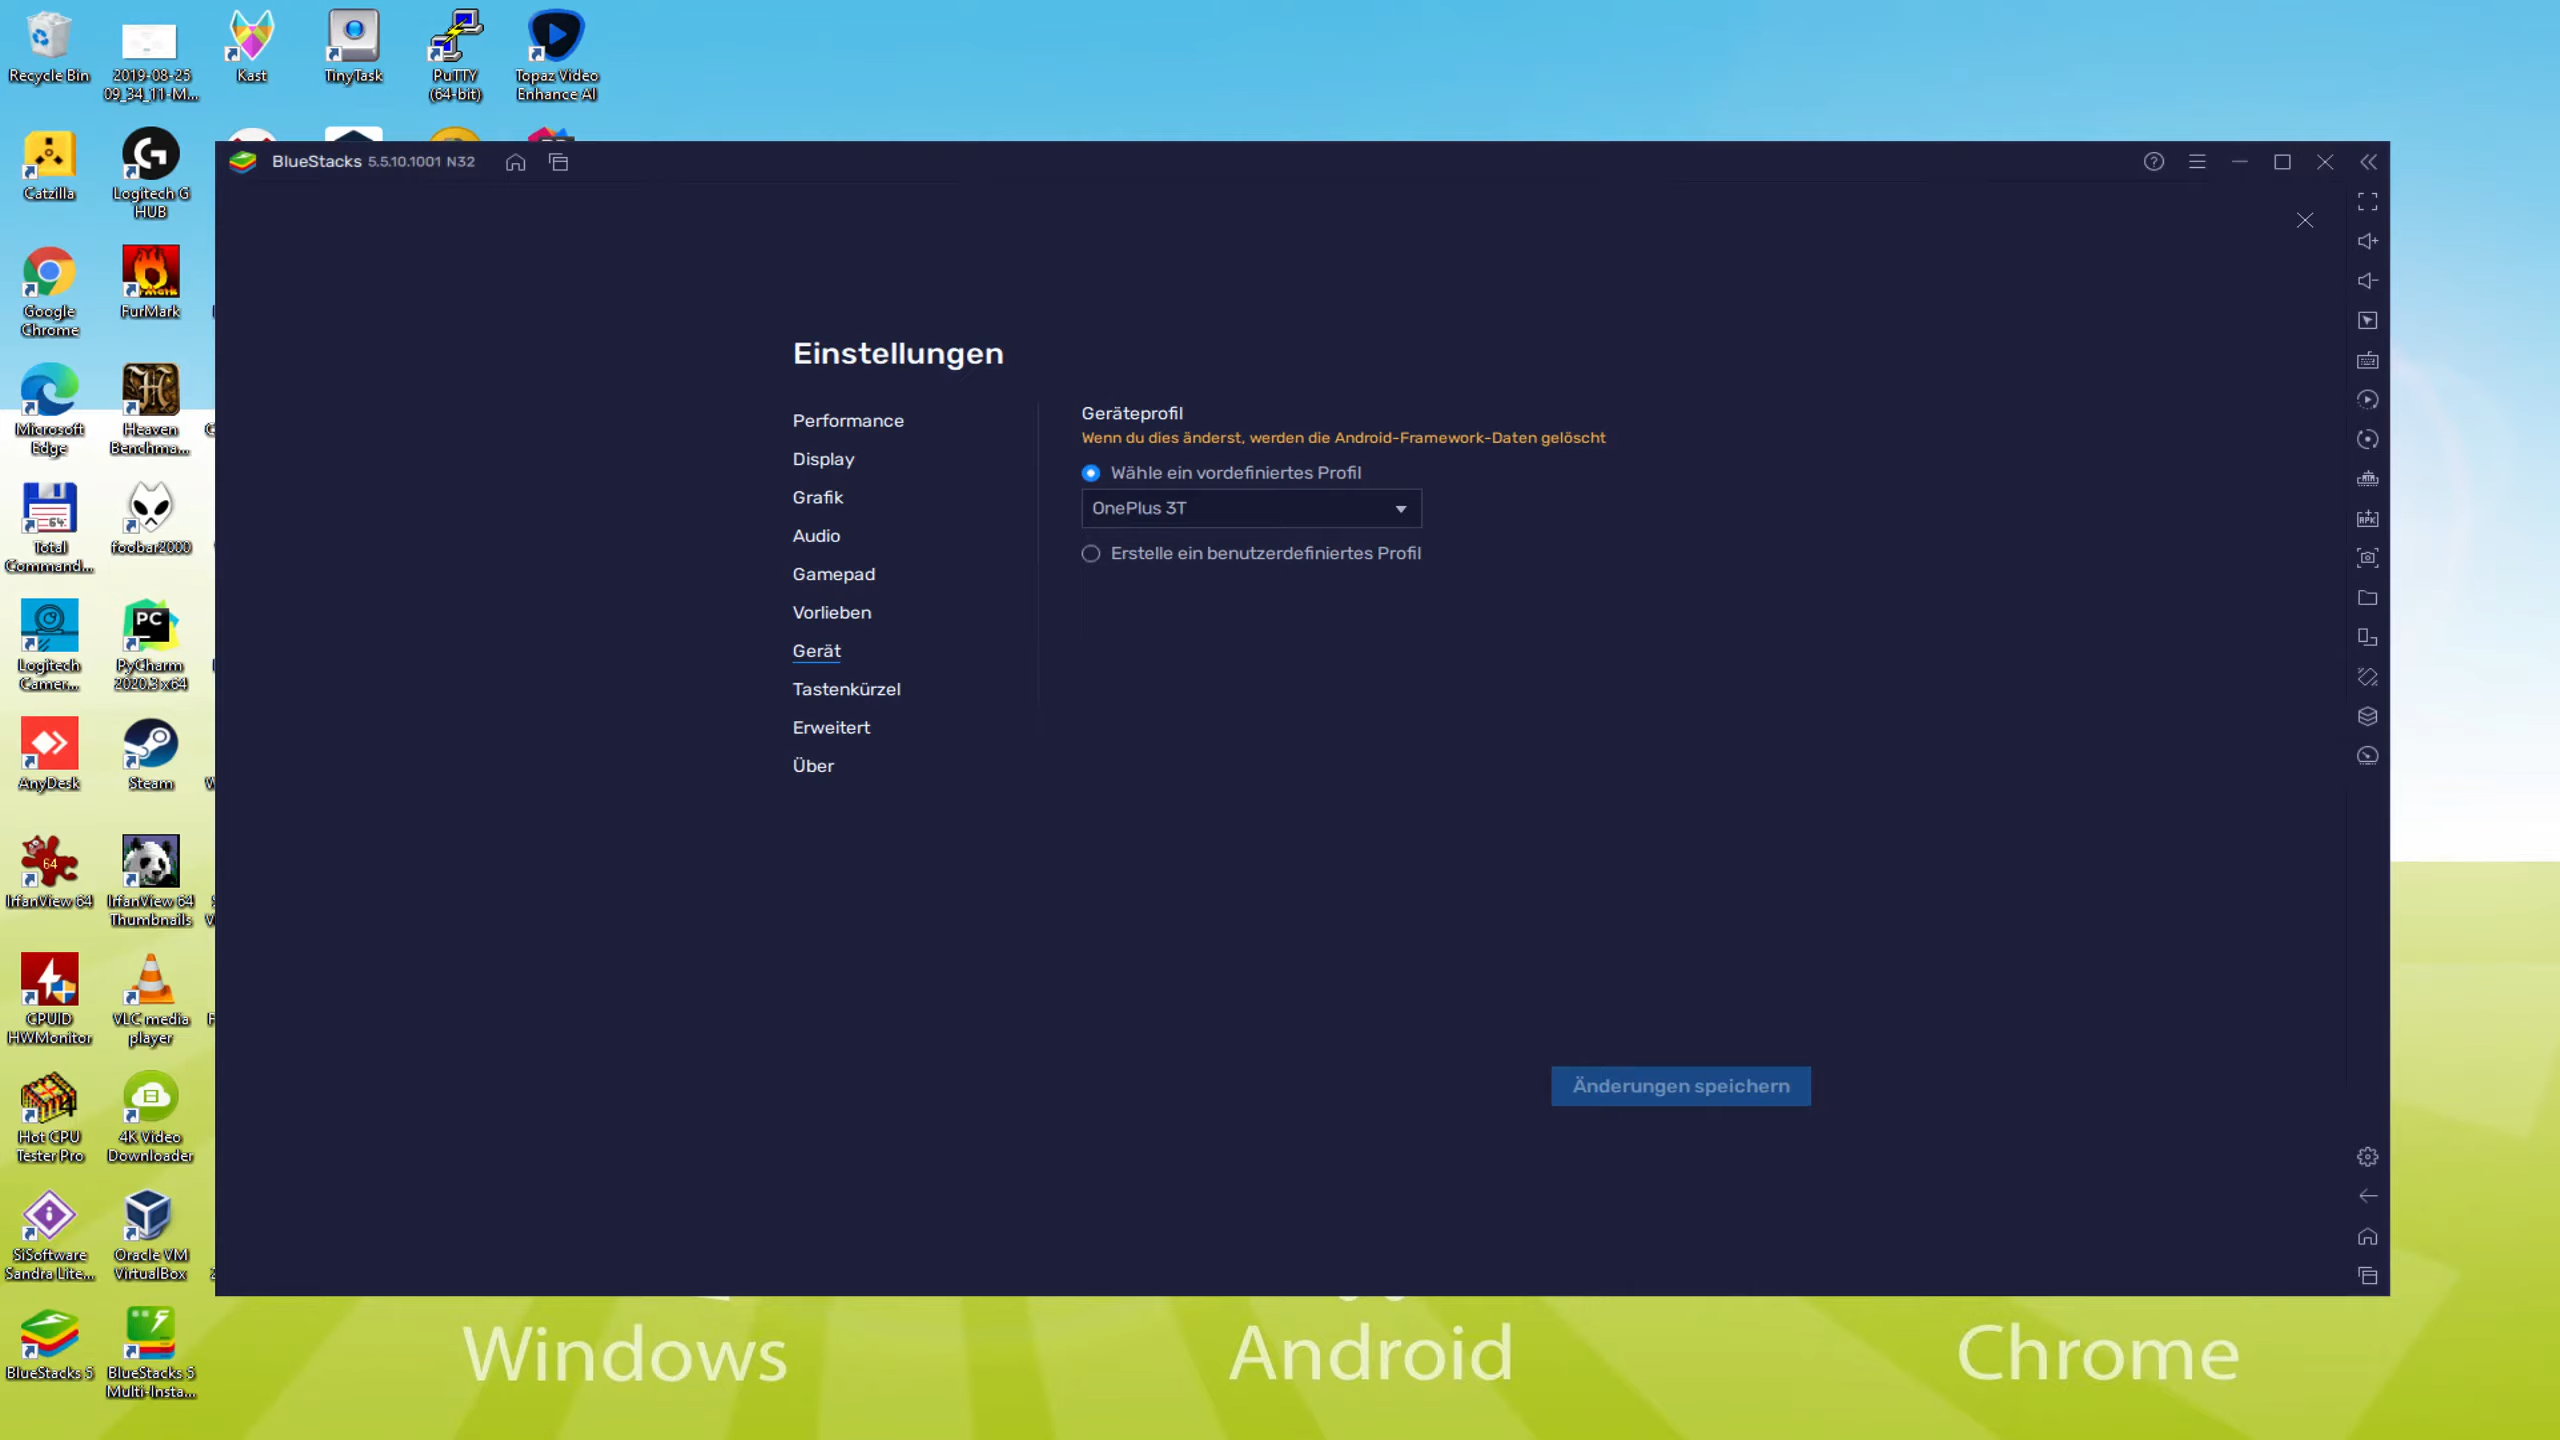 Recycle Bin
2019-08-25
09_34_11-M...
Kast
TinyTask
PuTTY
(64-bit)
Topaz Video
Enhance AI
Catzilla
Logitech G
HUB
Google
Chrome
FurMark
Microsoft
Edge
Heaven
Benchma...
Total
Command...
foobar2000
Logitech
Camer...
PyCharm
2020.3 x64
AnyDesk
Steam
IrfanView 64
IrfanView 64
Thumbnails
CPUID
HWMonitor
VLC media
player
Hot CPU
Tester Pro
4K Video
Downloader
SiSoftware
Sandra Lite...
Oracle VM
VirtualBox
BlueStacks 5
BlueStacks 5
Multi-Insta...
BlueStacks 5.5.10.1001 N32
Einstellungen
Performance
Display
Grafik
Audio
Gamepad
Vorlieben
Gerät
Tastenkürzel
Erweitert
Über
Geräteprofil
Wenn du dies änderst, werden die Android-Framework-Daten gelöscht
Wähle ein vordefiniertes Profil
OnePlus 3T
Erstelle ein benutzerdefiniertes Profil
Änderungen speichern
Windows
Android
Chrome